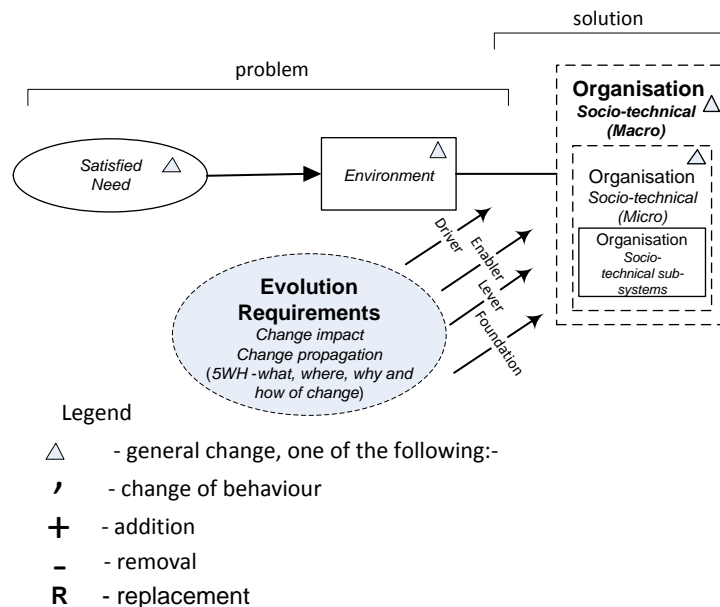 solution
problem
Organisation
Socio-technical
(Macro)
Satisfied
Need
Environment
Organisation
Socio-technical
(Micro)
Organisation
Socio-
technical sub-
systems
Driver
Enabler
Lever
Foundation
Evolution
Requirements
Change impact
Change propagation
(5WH -what, where, why and
how of change)
Legend
- general change, one of the following:-
, - change of behaviour
+ - addition
- - removal
R - replacement